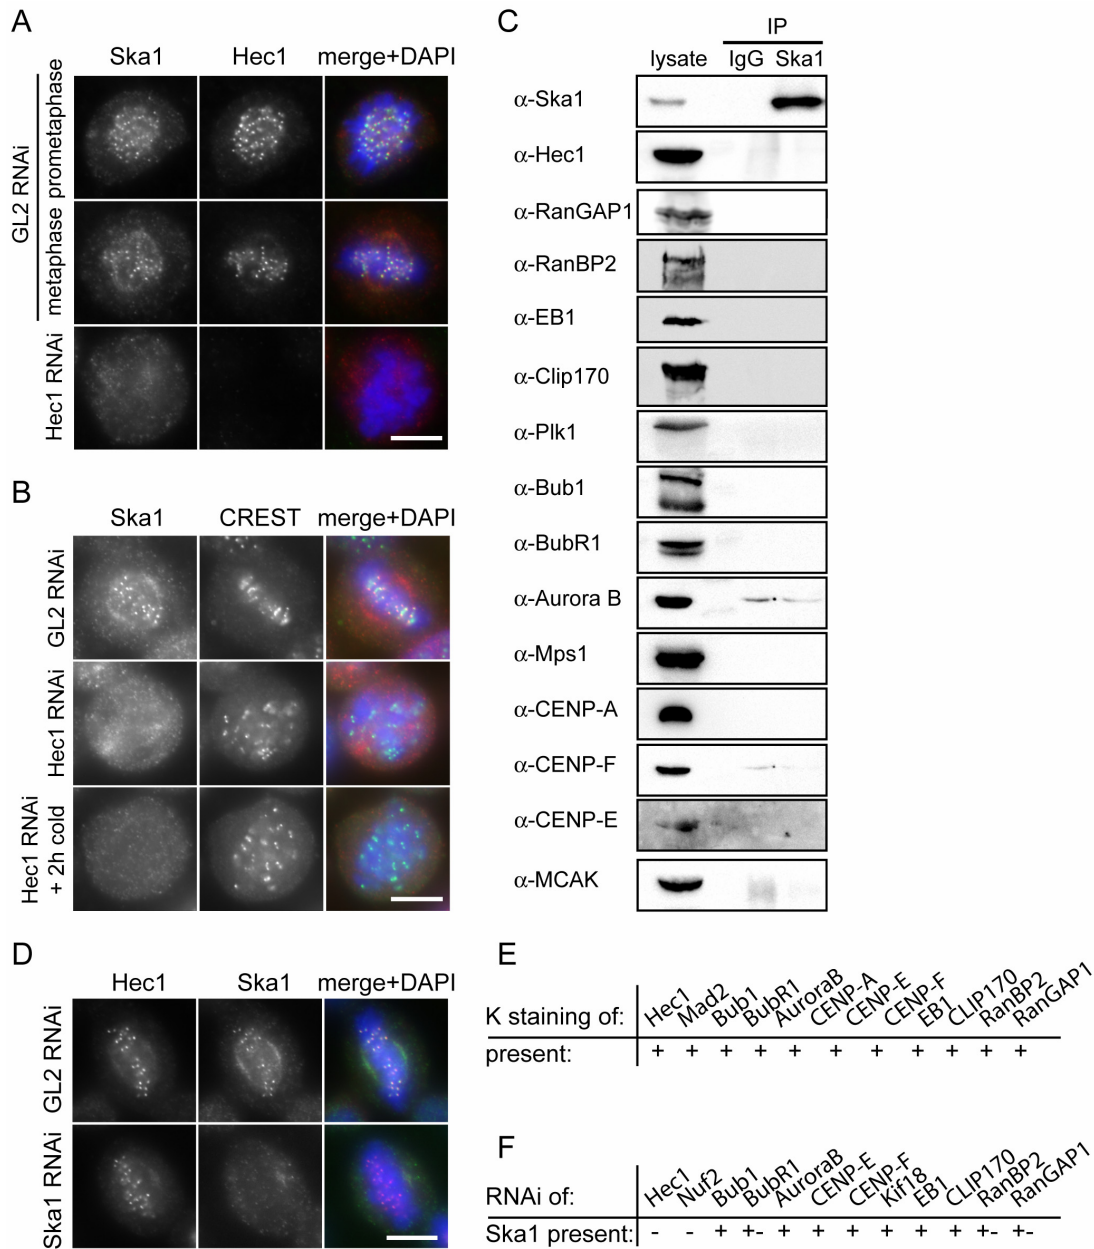 A
Ska1 Hec1 merge+DAPI
GL2 RNAi
prometaphase
metaphase
Hec1 RNAi
B
Ska1 CREST merge+DAPI
GL2 RNAi
Hec1 RNAi
Hec1 RNAi
+ 2h cold
C
IP
lysate IgG Ska1
α-Ska1
α-Hec1
α-RanGAP1
α-RanBP2
α-EB1
α-Clip170
α-Plk1
α-Bub1
α-BubR1
α-Aurora B
α-Mps1
α-CENP-A
α-CENP-F
α-CENP-E
α-MCAK
D
Hec1 Ska1 merge+DAPI
GL2 RNAi
Ska1 RNAi
E
K staining of: Hec1 Mad2 Bub1 BubR1 AuroraB CENP-A CENP-E CENP-F EB1 CLIP170 RanBP2 RanGAP1
present: + + + + + + + + + + + +
F
RNAi of: Hec1 Nuf2 Bub1 BubR1 AuroraB CENP-E CENP-F Kif18 EB1 CLIP170 RanBP2 RanGAP1
Ska1 present: - - + +- + + + + + + +- +-